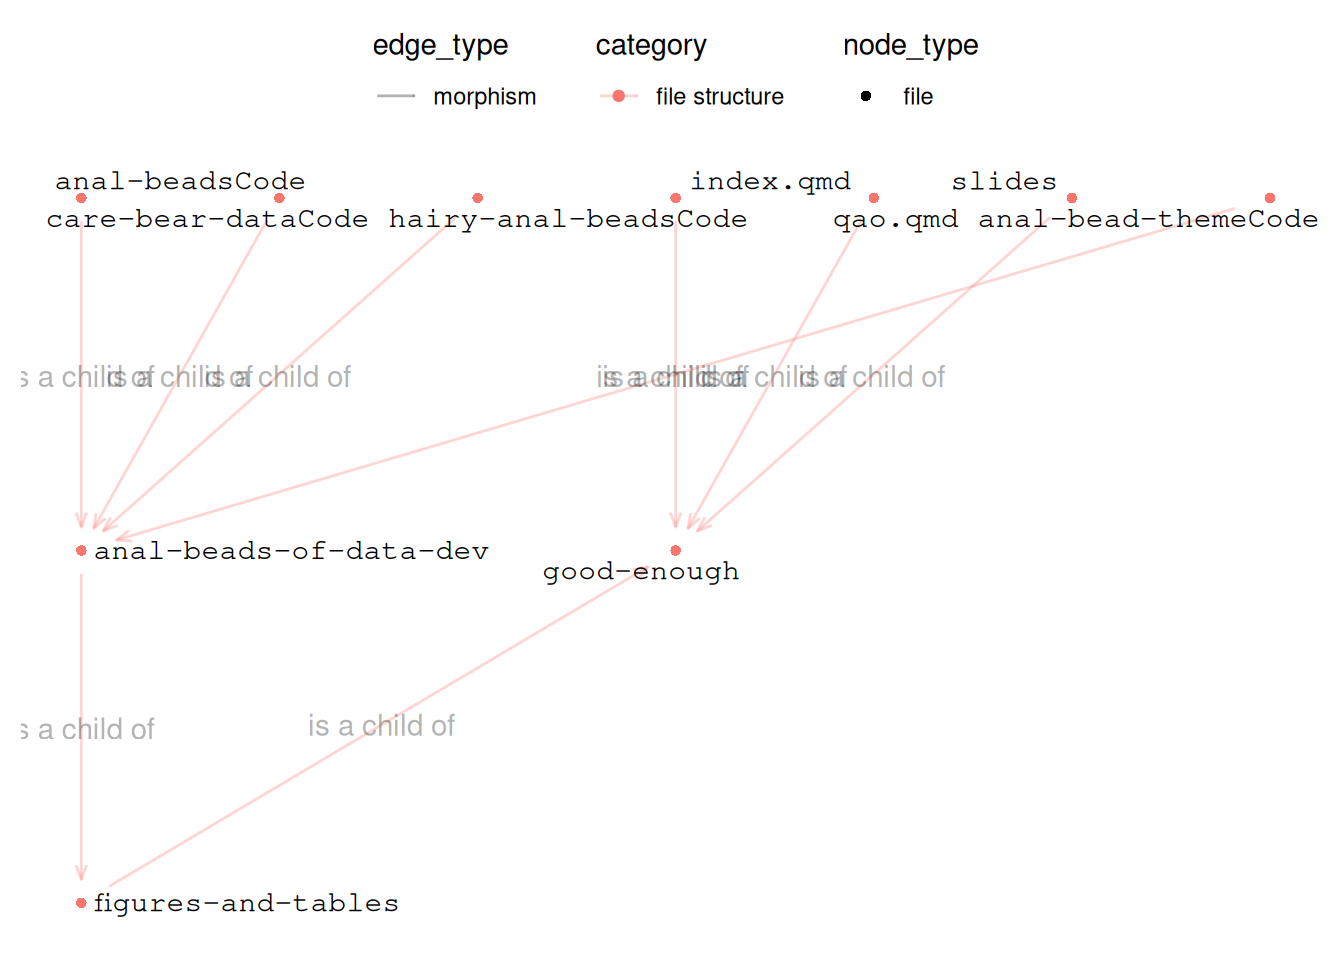 edge_type category node_type
morphism file structure file
anal-beadsCode index.qmd slides
care-bear-dataCode hairy-anal-beadsCode qao.qmd anal-bead-themeCode
s a child of is a child of is a child of is a child of is a child of is a child of is a child of
anal-beads-of-data-dev
good-enough
s a child of is a child of
figures-and-tables